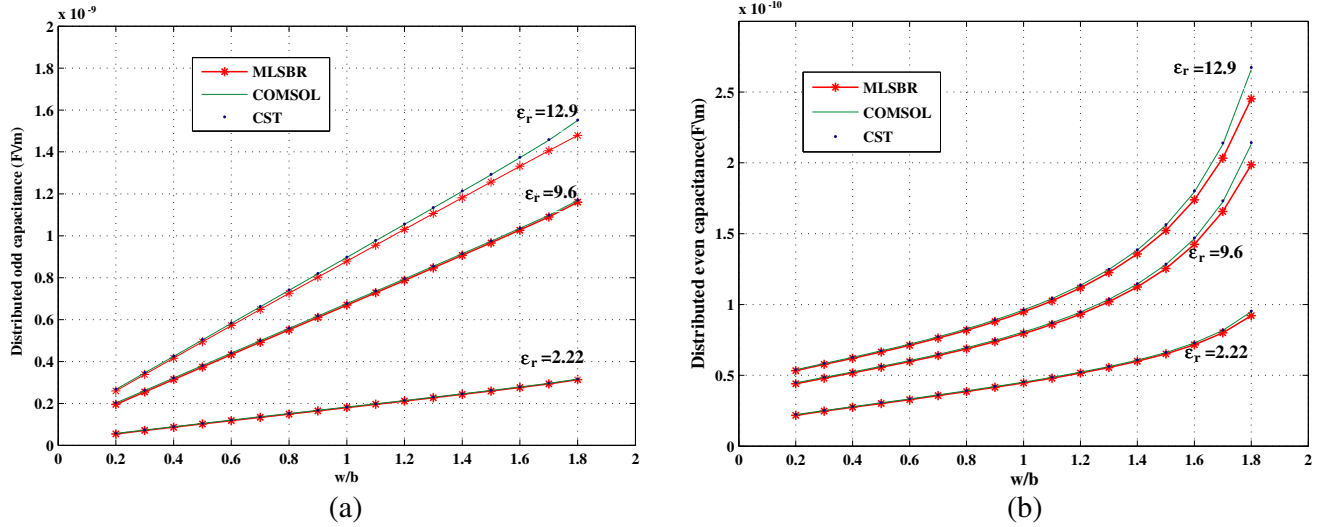 x 10⁻⁹
2
1.8
1.6
1.4
1.2
1
0.8
0.6
0.4
0.2
0
Distributed odd capacitance (F\/m)
MLSBR
COMSOL
CST
εr =12.9
εr =9.6
εr =2.22
0 0.2 0.4 0.6 0.8 1 1.2 1.4 1.6 1.8 2
w/b
(a)
x 10⁻¹⁰
2.5
2
1.5
1
0.5
0
Distributed even capacitance(F\m)
MLSBR
COMSOL
CST
εr =12.9
εr =9.6
εr =2.22
0 0.2 0.4 0.6 0.8 1 1.2 1.4 1.6 1.8 2
w/b
(b)